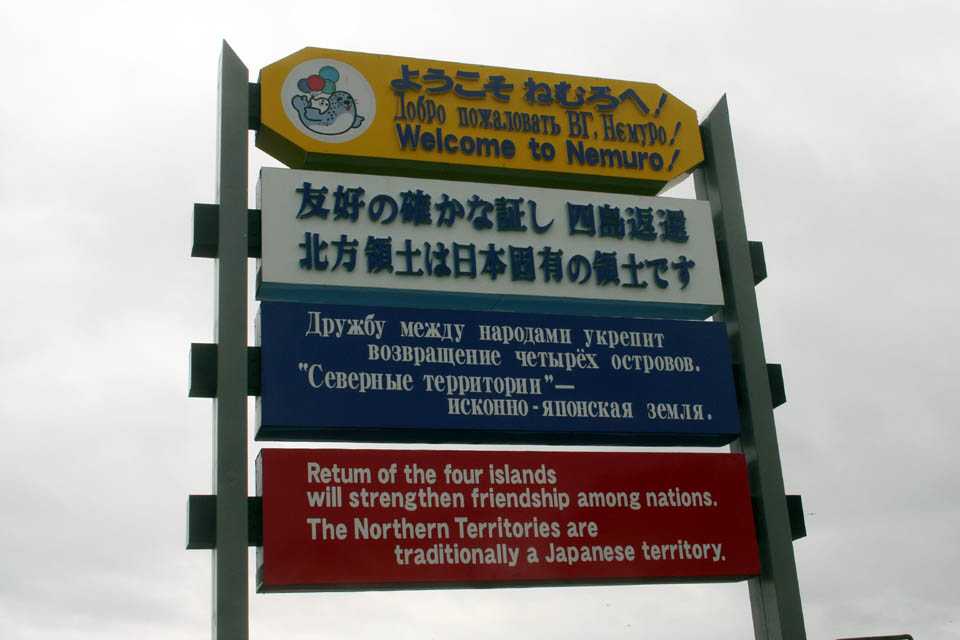 ようこそ ねむろへ!
Добро пожаловать ВГ. Немуро!
Welcome to Nemuro!
友好の確かな証し 四島返還
北方領土は日本固有の領土です
Дружбу между народами укрепит
возвращение четырёх островов.
"Северные территории"—
исконно-японская земля.
Return of the four islands
will strengthen friendship among nations.
The Northern Territories are
traditionally a Japanese territory.